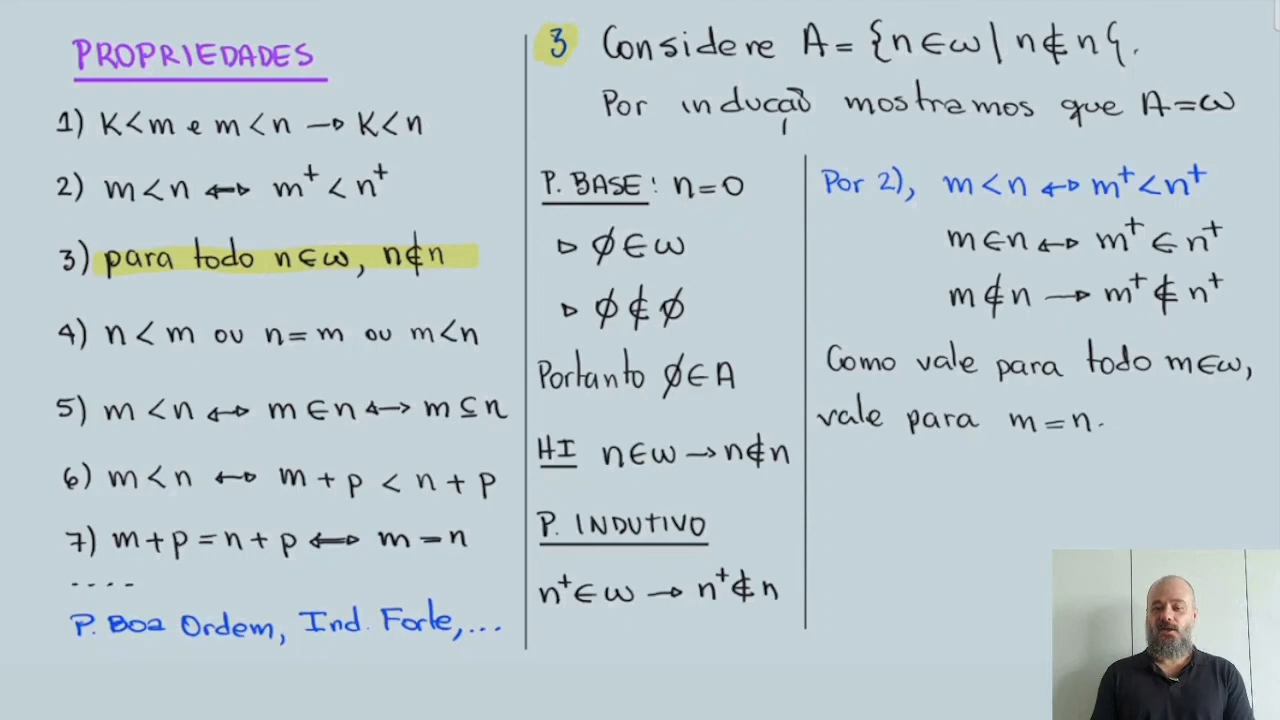 PROPRIEDADES
1) K<m e m<n → K<n
2) m<n ↔ m⁺<n⁺
3) para todo n∈ω, n∉n
4) n<m ou n=m ou m<n
5) m<n ↔ m∈n ↔ m⊆n
6) m<n ↔ m+p<n+p
7) m+p=n+p ↔ m=n
....
P. Boa Ordem, Ind. Forte,...
3 Considere A={n∈ω|n∉n}.
Por indução mostramos que A=ω
P. BASE: n=0
▷ ∅∈ω
▷ ∅∉∅
Portanto ∅∈A
HI n∈ω→n∉n
P. INDUTIVO
n⁺∈ω → n⁺∉n
Por 2), m<n ↔ m⁺<n⁺
m∈n ↔ m⁺∈n⁺
m∉n → m⁺∉n⁺
Como vale para todo m∈ω,
vale para m=n.